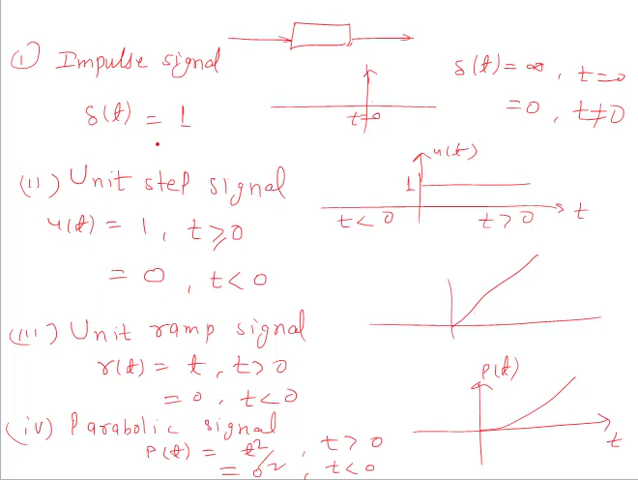 (i) Impulse signal
δ(t) = 1
t=0
δ(t) = ∞ , t=0
=0 , t≠0
(ii) Unit step signal
u(t) = 1 , t≥0
= 0 , t<0
u(t)
1
t<0 t>0 t
(iii) Unit ramp signal
r(t) = t , t>0
= 0 , t<0
(iv) Parabolic signal
P(t) = t²/2 , t>0
= 0 , t<0
P(t)
t